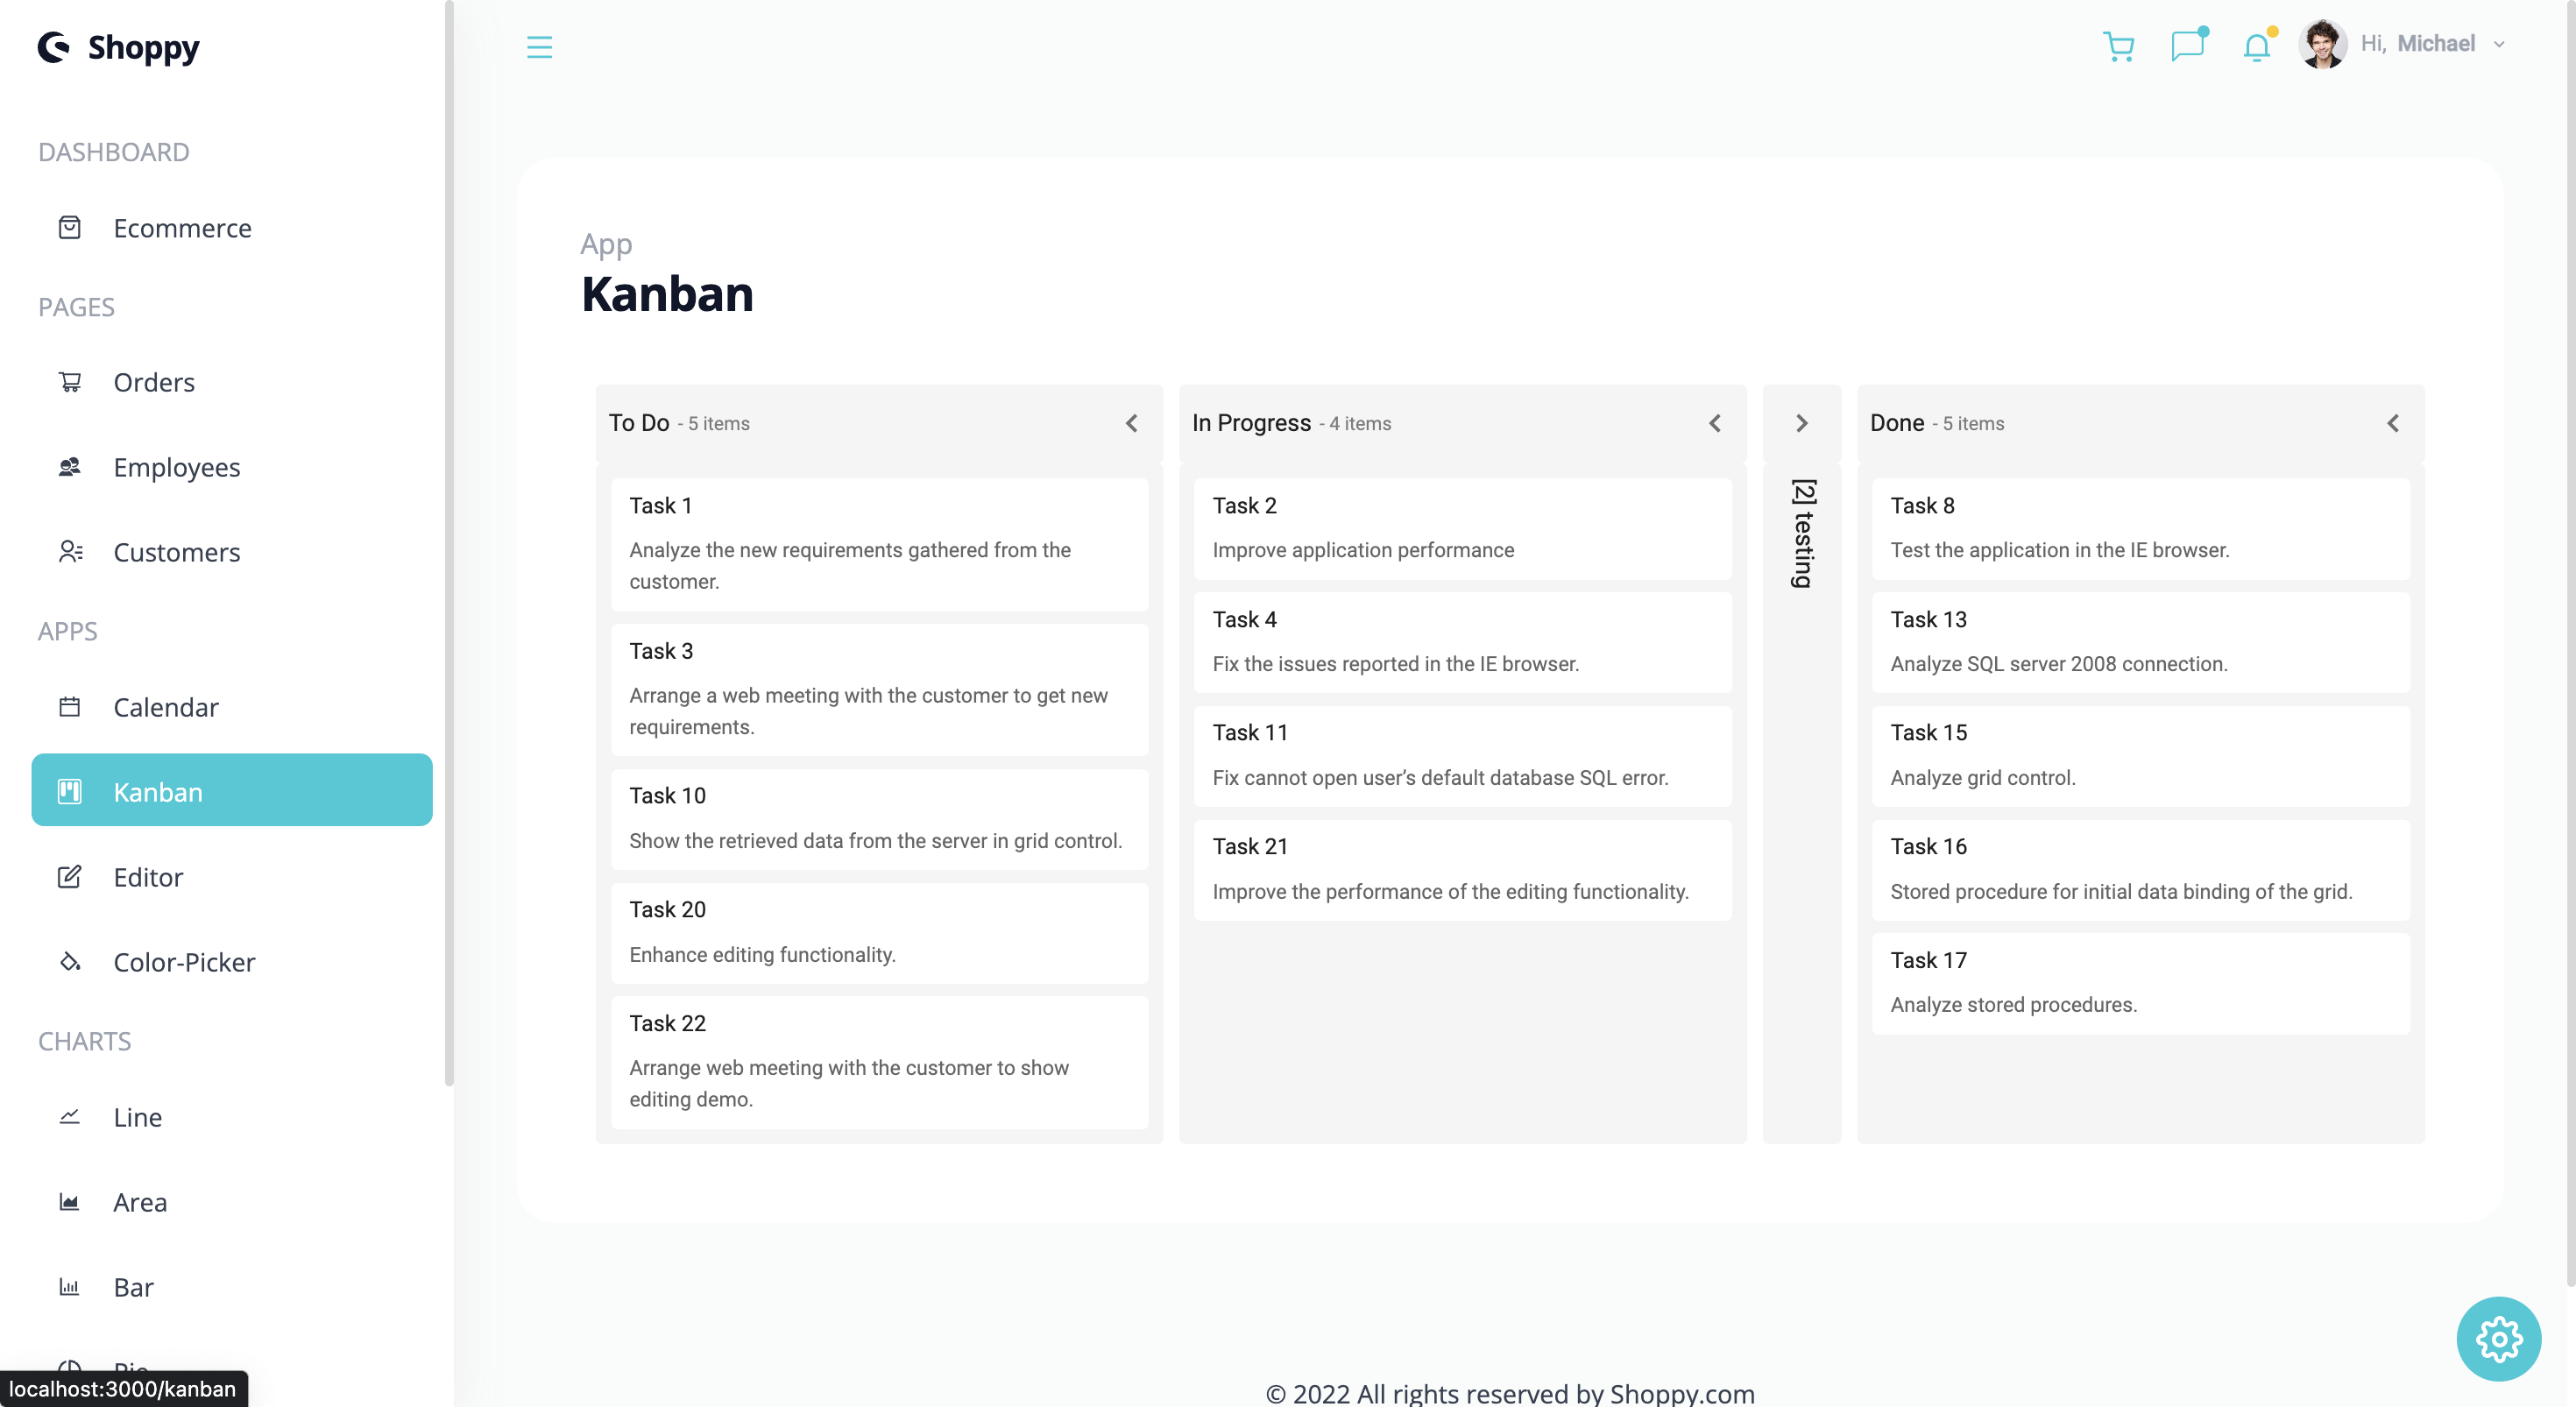 Shoppy
DASHBOARD
Ecommerce
PAGES
Orders
Employees
Customers
APPS
Calendar
Kanban
Editor
Color-Picker
CHARTS
Line
Area
Bar
localhost:3000/kanban
Hi, Michael
App
Kanban
To Do - 5 items
Task 1
Analyze the new requirements gathered from the
customer.
Task 3
Arrange a web meeting with the customer to get new
requirements.
Task 10
Show the retrieved data from the server in grid control.
Task 20
Enhance editing functionality.
Task 22
Arrange web meeting with the customer to show
editing demo.
In Progress - 4 items
Task 2
Improve application performance
Task 4
Fix the issues reported in the IE browser.
Task 11
Fix cannot open user’s default database SQL error.
Task 21
Improve the performance of the editing functionality.
[2] testing
Done - 5 items
Task 8
Test the application in the IE browser.
Task 13
Analyze SQL server 2008 connection.
Task 15
Analyze grid control.
Task 16
Stored procedure for initial data binding of the grid.
Task 17
Analyze stored procedures.
© 2022 All rights reserved by Shoppy.com